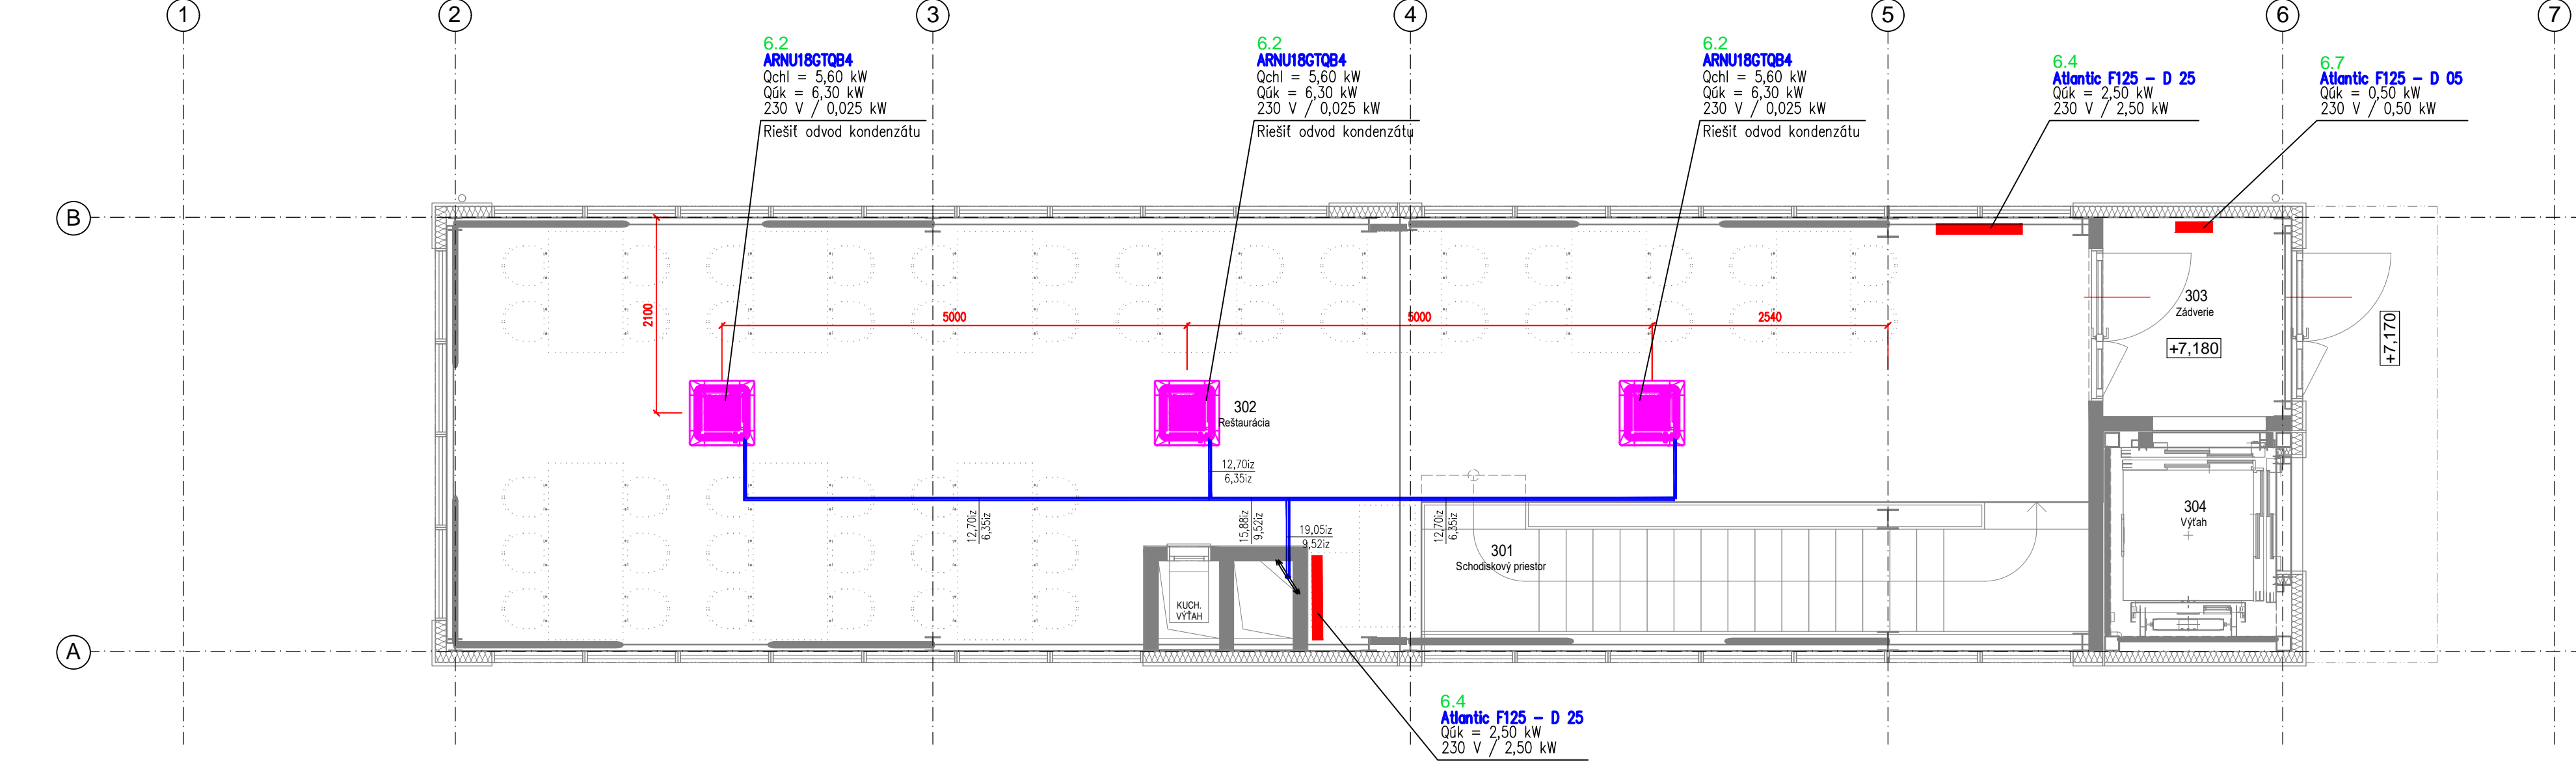 1
2
3
4
5
6
7
6.2
ARNU18GTQB4
Qchl = 5,60 kW
Qúk = 6,30 kW
230 V / 0,025 kW
Riešiť odvod kondenzátu
6.2
ARNU18GTQB4
Qchl = 5,60 kW
Qúk = 6,30 kW
230 V / 0,025 kW
Riešiť odvod kondenzátu
6.2
ARNU18GTQB4
Qchl = 5,60 kW
Qúk = 6,30 kW
230 V / 0,025 kW
Riešiť odvod kondenzátu
6.4
Atlantic F125 – D 25
Qúk = 2,50 kW
230 V / 2,50 kW
6.7
Atlantic F125 – D 05
Qúk = 0,50 kW
230 V / 0,50 kW
B
2100
5000
5000
2540
303
Zádverie
+7,180
+7,170
302
Reštaurácia
12,70iz
6,35iz
12,70iz
6,35iz
15,88iz
9,52iz
19,05iz
9,52iz
12,70iz
6,35iz
304
Výťah
301
Schodiskový priestor
KUCH.
VÝŤAH
A
6.4
Atlantic F125 – D 25
Qúk = 2,50 kW
230 V / 2,50 kW